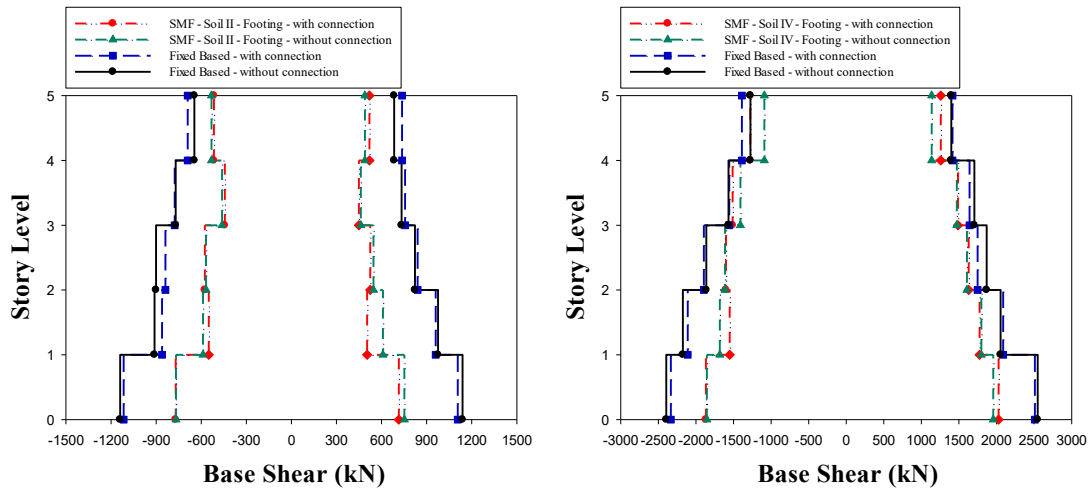 SMF - Soil II - Footing - with connection
SMF - Soil II - Footing - without connection
Fixed Based - with connection
Fixed Based - without connection
5
4
3
2
1
0
Story Level
-1500 -1200 -900 -600 -300 0 300 600 900 1200 1500
Base Shear (kN)
SMF - Soil IV - Footing - with connection
SMF - Soil IV - Footing - without connection
Fixed Based - with connection
Fixed Based - without connection
5
4
3
2
1
0
Story Level
-3000 -2500 -2000 -1500 -1000 -500 0 500 1000 1500 2000 2500 3000
Base Shear (kN)